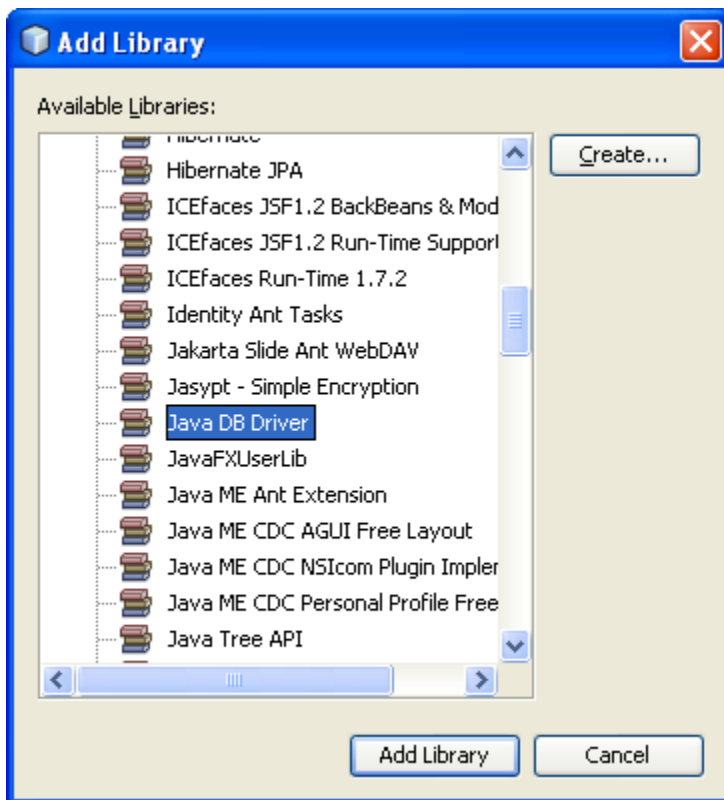 Add Library
Available Libraries:
Hibernate
Hibernate JPA
ICEfaces JSF1.2 BackBeans & Mod
ICEfaces JSF1.2 Run-Time Support
ICEfaces Run-Time 1.7.2
Identity Ant Tasks
Jakarta Slide Ant WebDAV
Jasypt - Simple Encryption
Java DB Driver
JavaFXUserLib
Java ME Ant Extension
Java ME CDC AGUI Free Layout
Java ME CDC NSIcom Plugin Impler
Java ME CDC Personal Profile Free
Java Tree API
Create...
Add Library
Cancel